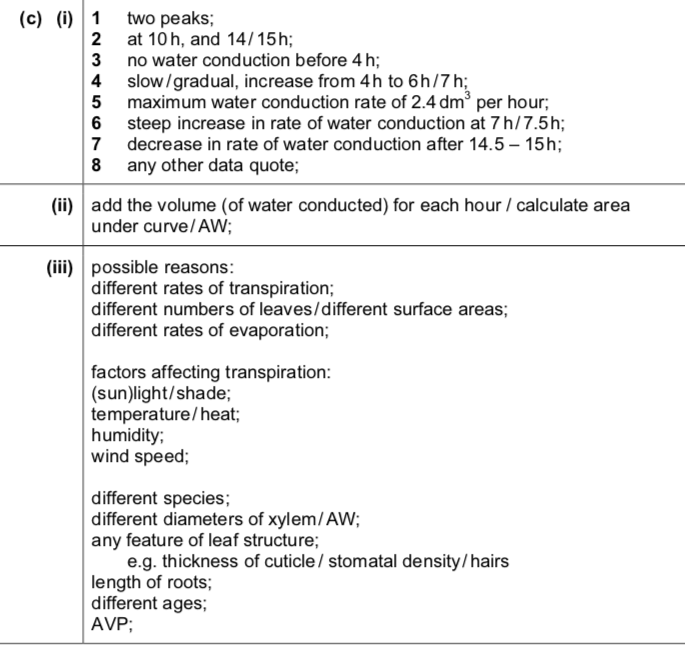 (c) (i) 1 two peaks;
2 at 10 h, and 14 / 15 h;
3 no water conduction before 4 h;
4 slow / gradual, increase from 4 h to 6 h / 7 h;
5 maximum water conduction rate of 2.4 dm³ per hour;
6 steep increase in rate of water conduction at 7 h / 7.5 h;
7 decrease in rate of water conduction after 14.5 – 15 h;
8 any other data quote;
(ii) add the volume (of water conducted) for each hour / calculate area
under curve / AW;
(iii) possible reasons:
different rates of transpiration;
different numbers of leaves / different surface areas;
different rates of evaporation;
factors affecting transpiration:
(sun)light / shade;
temperature / heat;
humidity;
wind speed;
different species;
different diameters of xylem / AW;
any feature of leaf structure;
e.g. thickness of cuticle / stomatal density / hairs
length of roots;
different ages;
AVP;